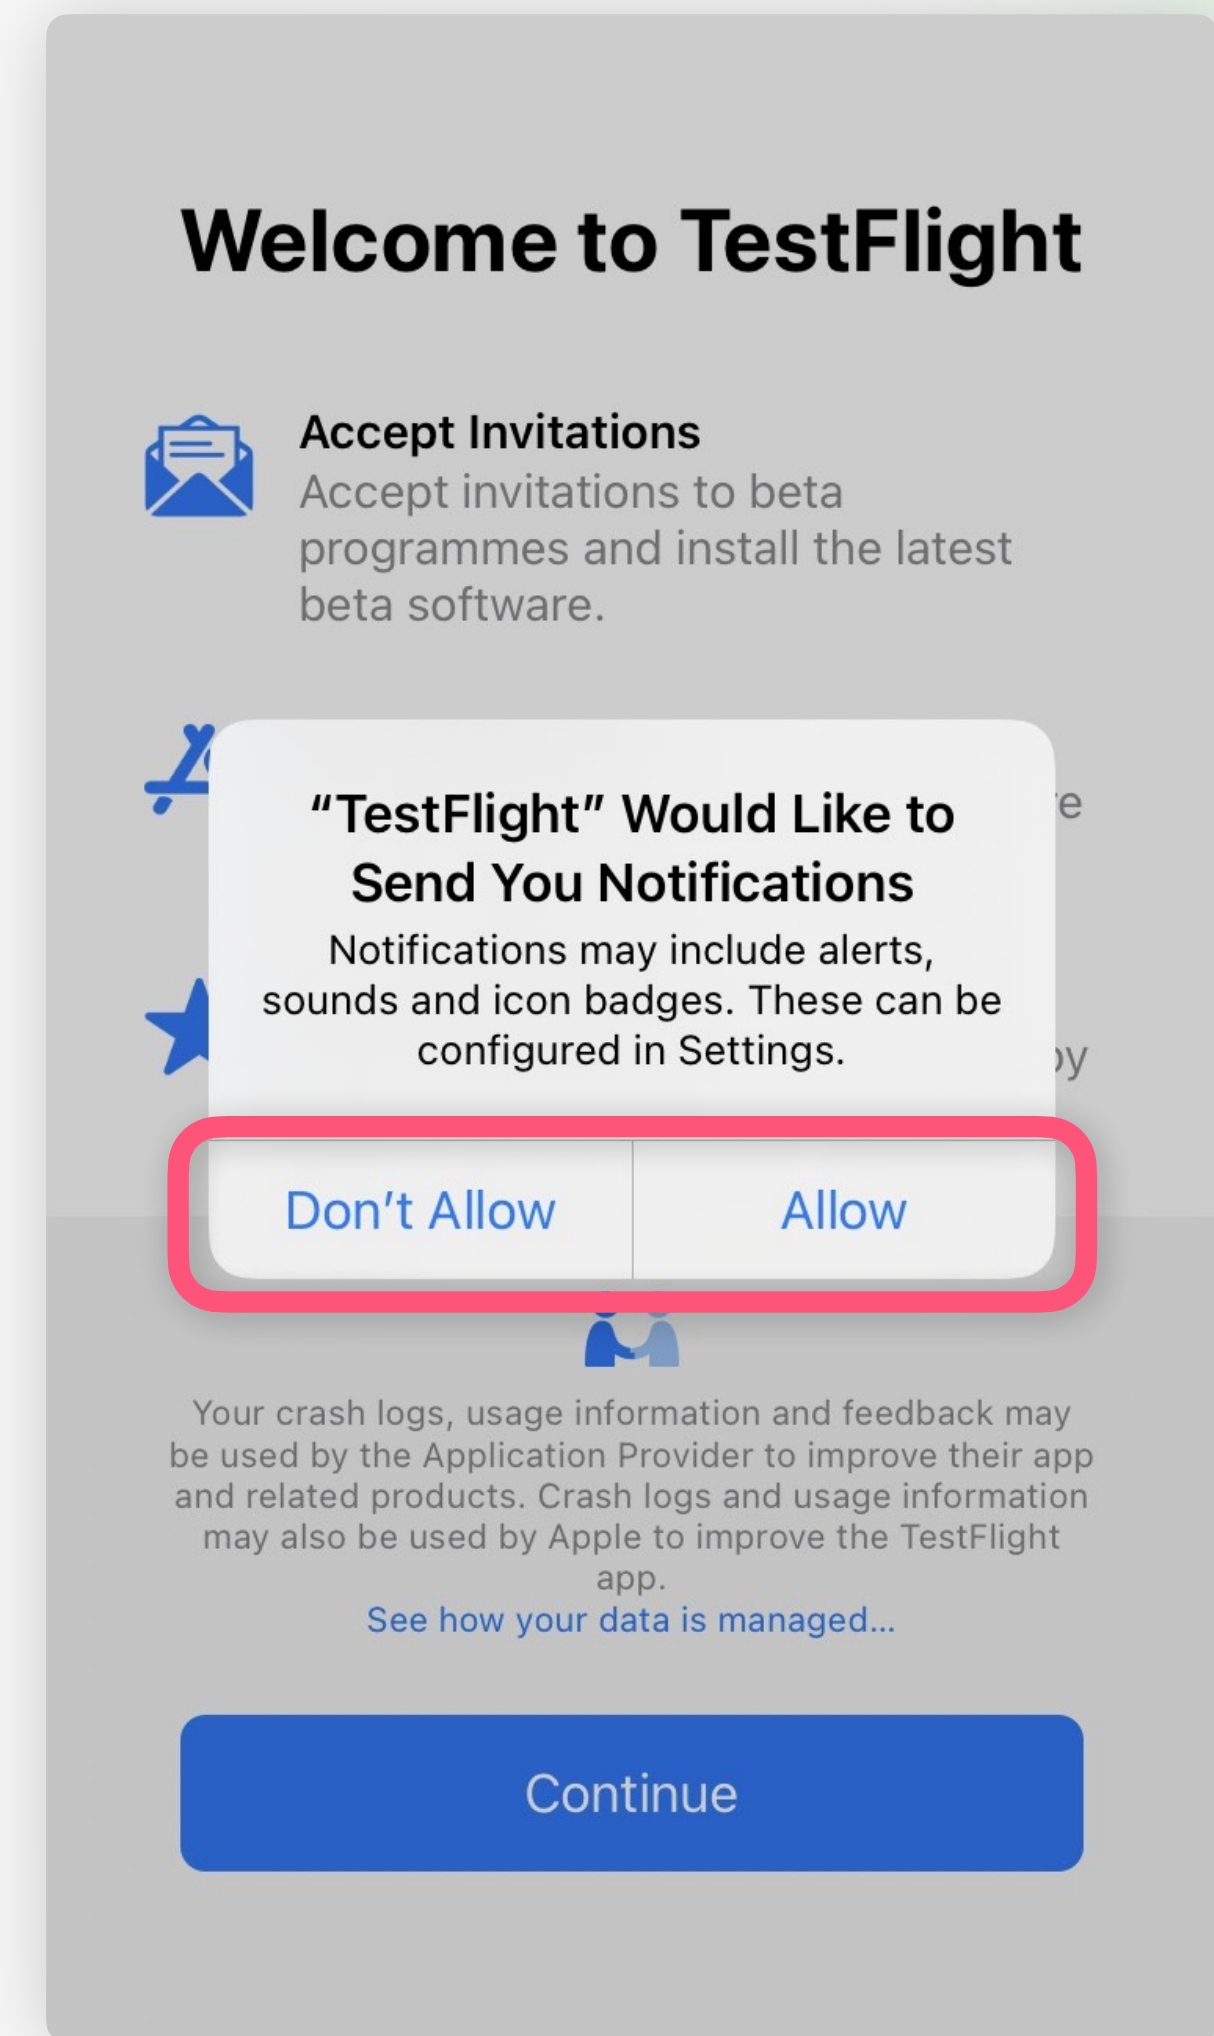 Welcome to TestFlight
Accept Invitations
Accept invitations to beta
programmes and install the latest
beta software.
“TestFlight” Would Like to
Send You Notifications
Notifications may include alerts,
sounds and icon badges. These can be
configured in Settings.
Don’t Allow
Allow
Your crash logs, usage information and feedback may
be used by the Application Provider to improve their app
and related products. Crash logs and usage information
may also be used by Apple to improve the TestFlight
app.
See how your data is managed...
Continue